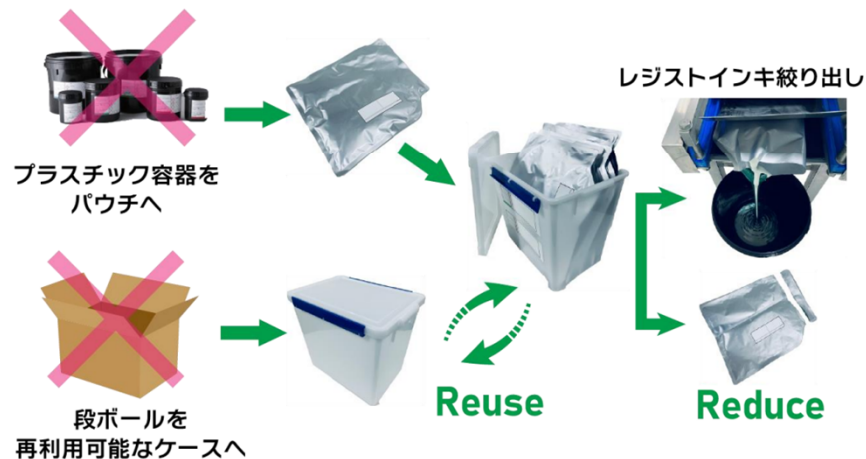 レジストインキ絞り出し
プラスチック容器を
パウチへ
段ボールを
再利用可能なケースへ
Reuse
Reduce